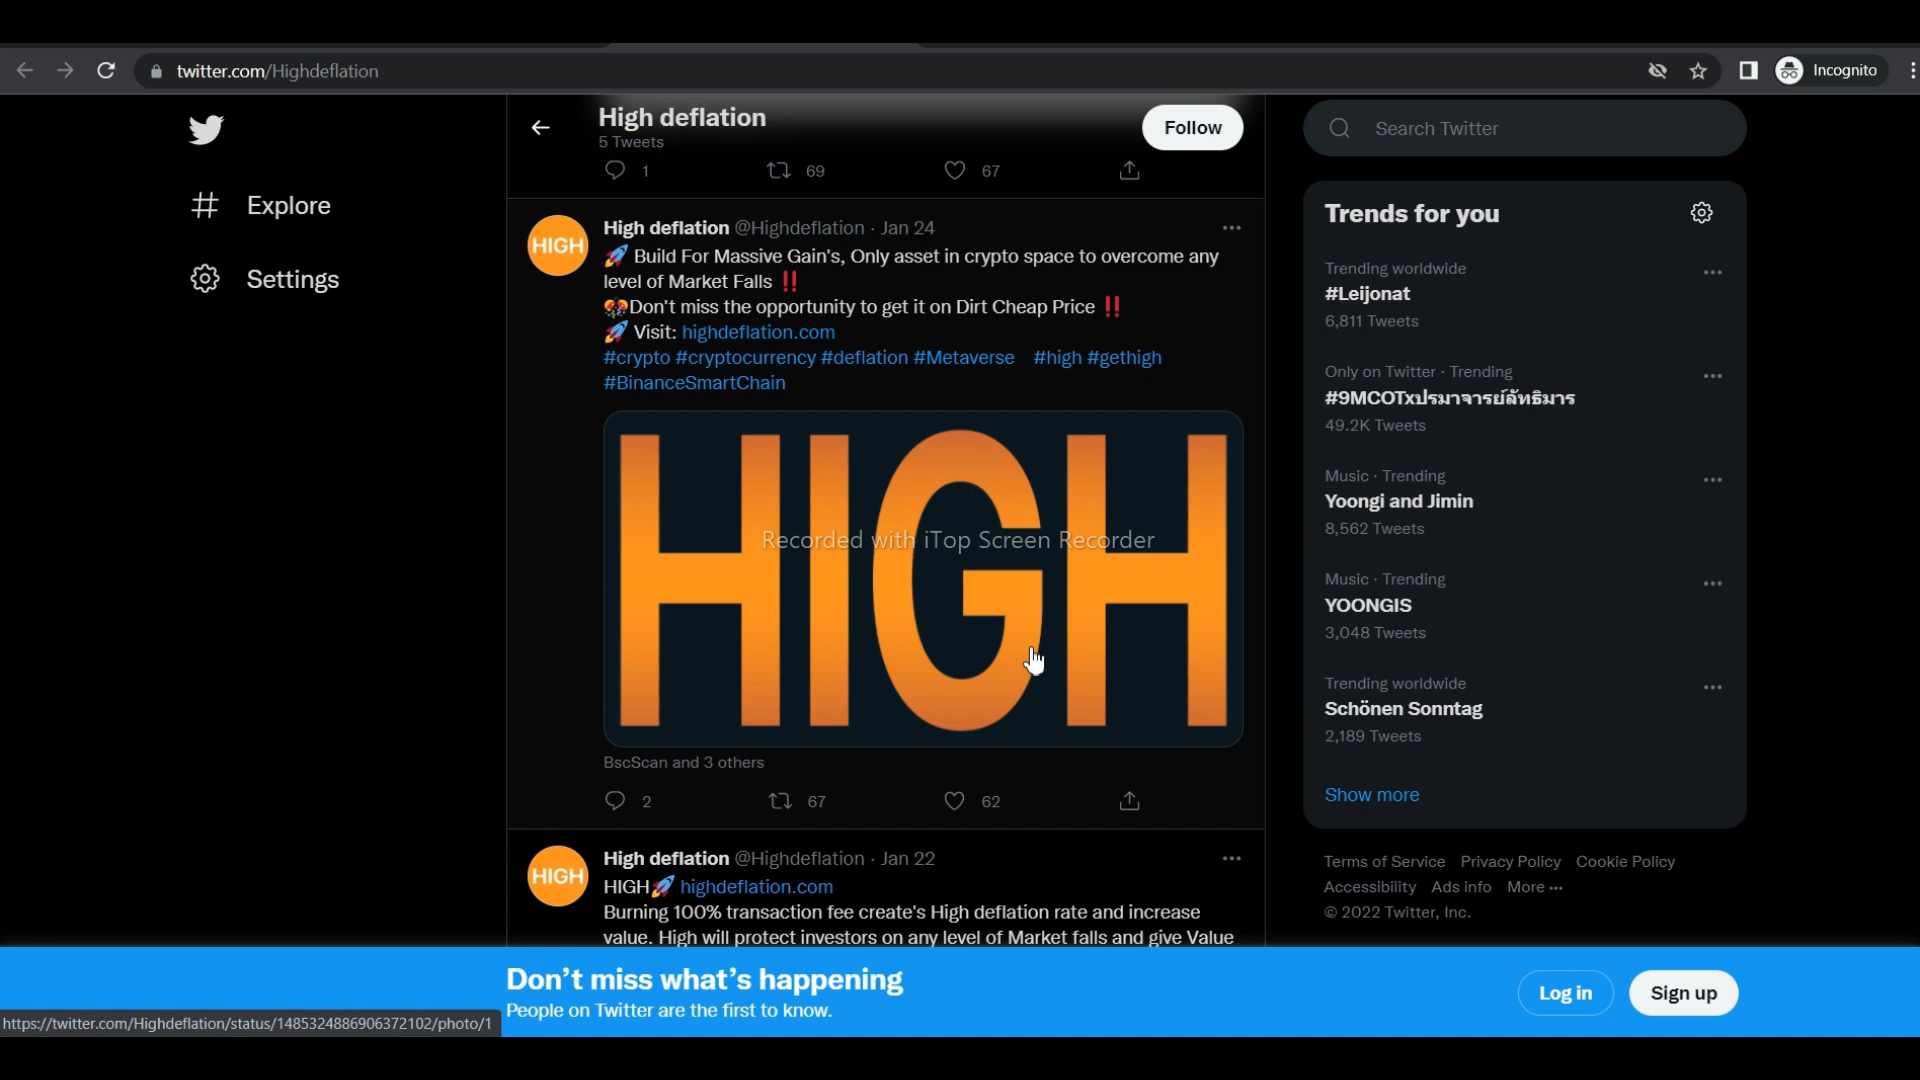 twitter.com/Highdeflation
Incognito
High deflation
5 Tweets
Follow
Search Twitter
1 69 67
Explore
Settings
HIGH
High deflation @Highdeflation · Jan 24
🚀 Build For Massive Gain's, Only asset in crypto space to overcome any
level of Market Falls ‼️
🎊Don't miss the opportunity to get it on Dirt Cheap Price ‼️
🚀 Visit: highdeflation.com
#crypto #cryptocurrency #deflation #Metaverse #high #gethigh
#BinanceSmartChain
HIGH
Recorded with iTop Screen Recorder
BscScan and 3 others
2 67 62
HIGH
High deflation @Highdeflation · Jan 22
HIGH🚀 highdeflation.com
Burning 100% transaction fee create's High deflation rate and increase
value. High will protect investors on any level of Market falls and give Value
Trends for you
Trending worldwide
#Leijonat
6,811 Tweets
Only on Twitter · Trending
#9MCOTxปรมาจารย์ลัทธิมาร
49.2K Tweets
Music · Trending
Yoongi and Jimin
8,562 Tweets
Music · Trending
YOONGIS
3,048 Tweets
Trending worldwide
Schönen Sonntag
2,189 Tweets
Show more
Terms of Service Privacy Policy Cookie Policy
Accessibility Ads info More ···
© 2022 Twitter, Inc.
Don't miss what's happening
People on Twitter are the first to know.
Log in
Sign up
https://twitter.com/Highdeflation/status/1485324886906372102/photo/1